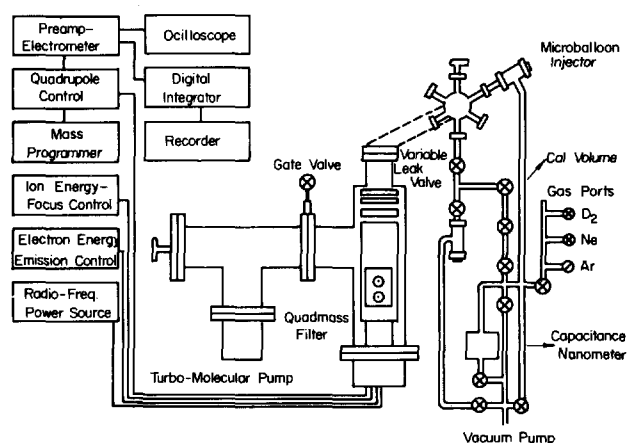 Preamp-
Electrometer
Ocilloscope
Quadrupole
Control
Digital
Integrator
Mass
Programmer
Recorder
Ion Energy-
Focus Control
Electron Energy
Emission Control
Radio-Freq.
Power Source
Gate Valve
Variable
Leak
Valve
Quadmass
Filter
Turbo-Molecular Pump
Microballoon
Injector
Cal Volume
Gas Ports
D2
Ne
Ar
Capacitance
Nanometer
Vacuum Pump